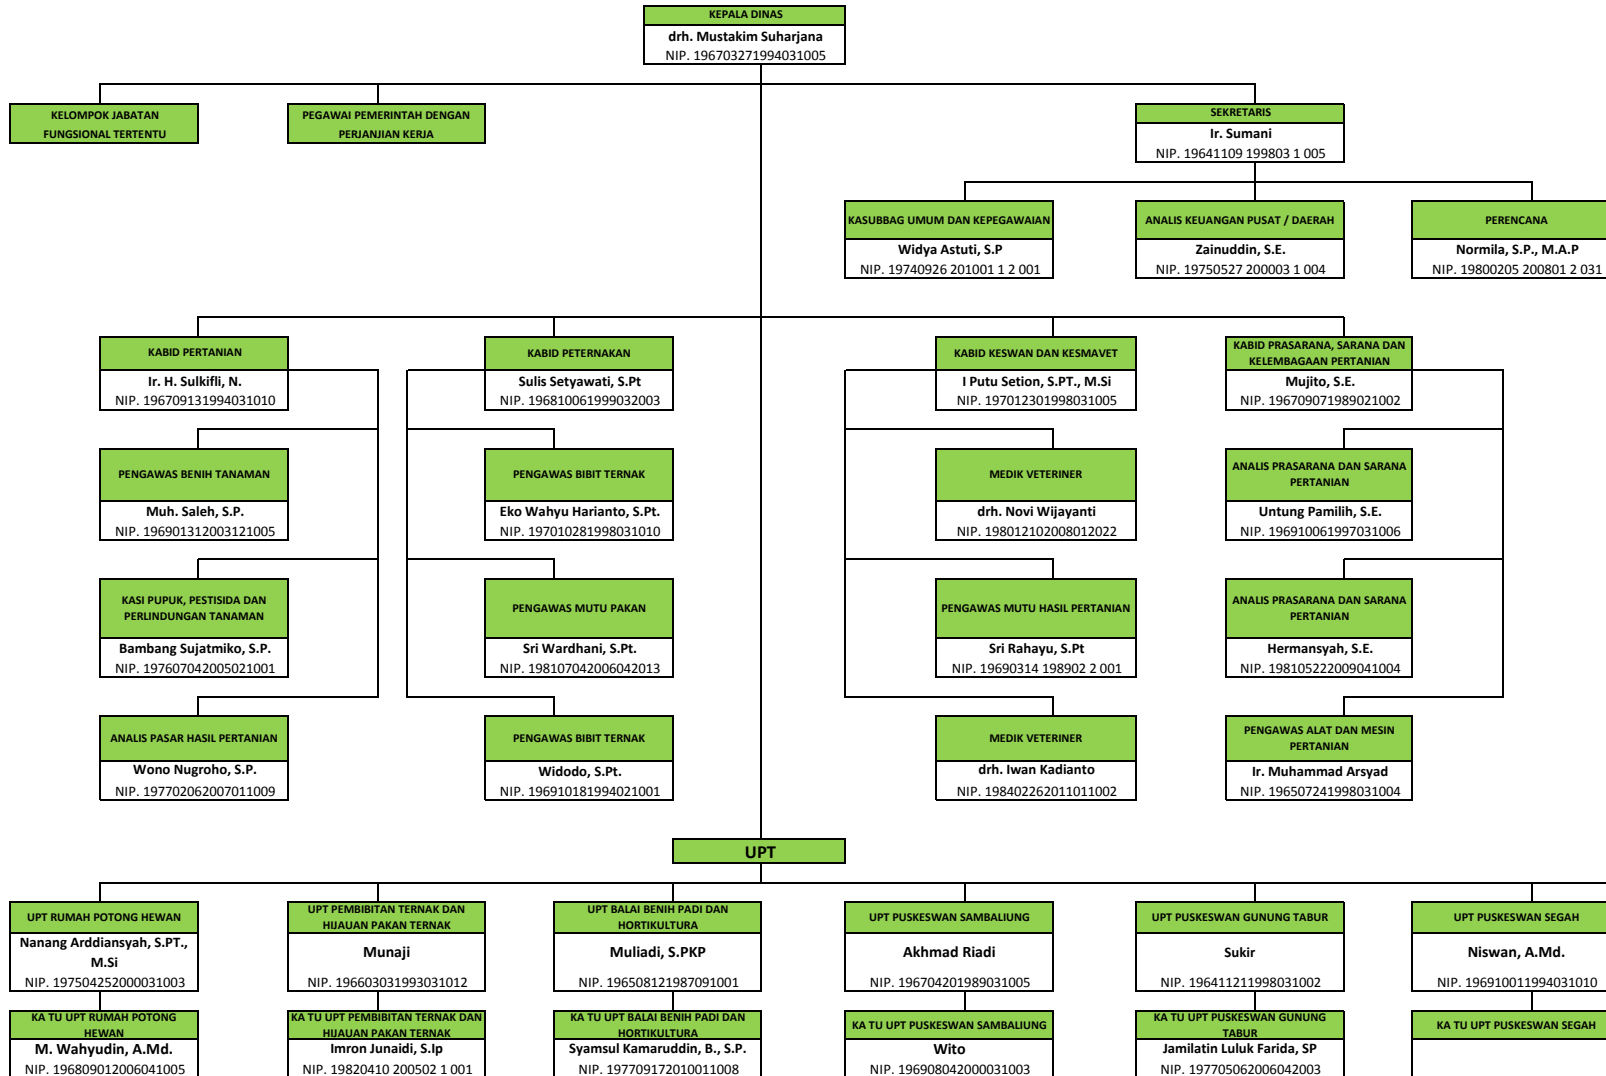 KEPALA DINAS
drh. Mustakim Suharjana
NIP. 196703271994031005
KELOMPOK JABATAN
FUNGSIONAL TERTENTU
PEGAWAI PEMERINTAH DENGAN
PERJANJIAN KERJA
SEKRETARIS
Ir. Sumani
NIP. 19641109 199803 1 005
KASUBBAG UMUM DAN KEPEGAWAIAN
Widya Astuti, S.P
NIP. 19740926 201001 1 2 001
ANALIS KEUANGAN PUSAT / DAERAH
Zainuddin, S.E.
NIP. 19750527 200003 1 004
PERENCANA
Normila, S.P., M.A.P
NIP. 19800205 200801 2 031
KABID PERTANIAN
Ir. H. Sulkifli, N.
NIP. 196709131994031010
KABID PETERNAKAN
Sulis Setyawati, S.Pt
NIP. 196810061999032003
KABID KESWAN DAN KESMAVET
I Putu Setion, S.PT., M.Si
NIP. 197012301998031005
KABID PRASARANA, SARANA DAN
KELEMBAGAAN PERTANIAN
Mujito, S.E.
NIP. 196709071989021002
PENGAWAS BENIH TANAMAN
Muh. Saleh, S.P.
NIP. 196901312003121005
PENGAWAS BIBIT TERNAK
Eko Wahyu Harianto, S.Pt.
NIP. 197010281998031010
MEDIK VETERINER
drh. Novi Wijayanti
NIP. 198012102008012022
ANALIS PRASARANA DAN SARANA
PERTANIAN
Untung Pamilih, S.E.
NIP. 196910061997031006
KASI PUPUK, PESTISIDA DAN
PERLINDUNGAN TANAMAN
Bambang Sujatmiko, S.P.
NIP. 197607042005021001
PENGAWAS MUTU PAKAN
Sri Wardhani, S.Pt.
NIP. 198107042006042013
PENGAWAS MUTU HASIL PERTANIAN
Sri Rahayu, S.Pt
NIP. 19690314 198902 2 001
ANALIS PRASARANA DAN SARANA
PERTANIAN
Hermansyah, S.E.
NIP. 198105222009041004
ANALIS PASAR HASIL PERTANIAN
Wono Nugroho, S.P.
NIP. 197702062007011009
PENGAWAS BIBIT TERNAK
Widodo, S.Pt.
NIP. 196910181994021001
MEDIK VETERINER
drh. Iwan Kadianto
NIP. 198402262011011002
PENGAWAS ALAT DAN MESIN
PERTANIAN
Ir. Muhammad Arsyad
NIP. 196507241998031004
UPT
UPT RUMAH POTONG HEWAN
Nanang Arddiansyah, S.PT.,
M.Si
NIP. 197504252000031003
UPT PEMBIBITAN TERNAK DAN
HIJAUAN PAKAN TERNAK
Munaji
NIP. 196603031993031012
UPT BALAI BENIH PADI DAN
HORTIKULTURA
Muliadi, S.PKP
NIP. 196508121987091001
UPT PUSKESWAN SAMBALIUNG
Akhmad Riadi
NIP. 196704201989031005
UPT PUSKESWAN GUNUNG TABUR
Sukir
NIP. 196411211998031002
UPT PUSKESWAN SEGAH
Niswan, A.Md.
NIP. 196910011994031010
KA TU UPT RUMAH POTONG
HEWAN
M. Wahyudin, A.Md.
NIP. 196809012006041005
KA TU UPT PEMBIBITAN TERNAK DAN
HIJAUAN PAKAN TERNAK
Imron Junaidi, S.Ip
NIP. 19820410 200502 1 001
KA TU UPT BALAI BENIH PADI DAN
HORTIKULTURA
Syamsul Kamaruddin, B., S.P.
NIP. 197709172010011008
KA TU UPT PUSKESWAN SAMBALIUNG
Wito
NIP. 196908042000031003
KA TU UPT PUSKESWAN GUNUNG
TABUR
Jamilatin Luluk Farida, SP
NIP. 197705062006042003
KA TU UPT PUSKESWAN SEGAH